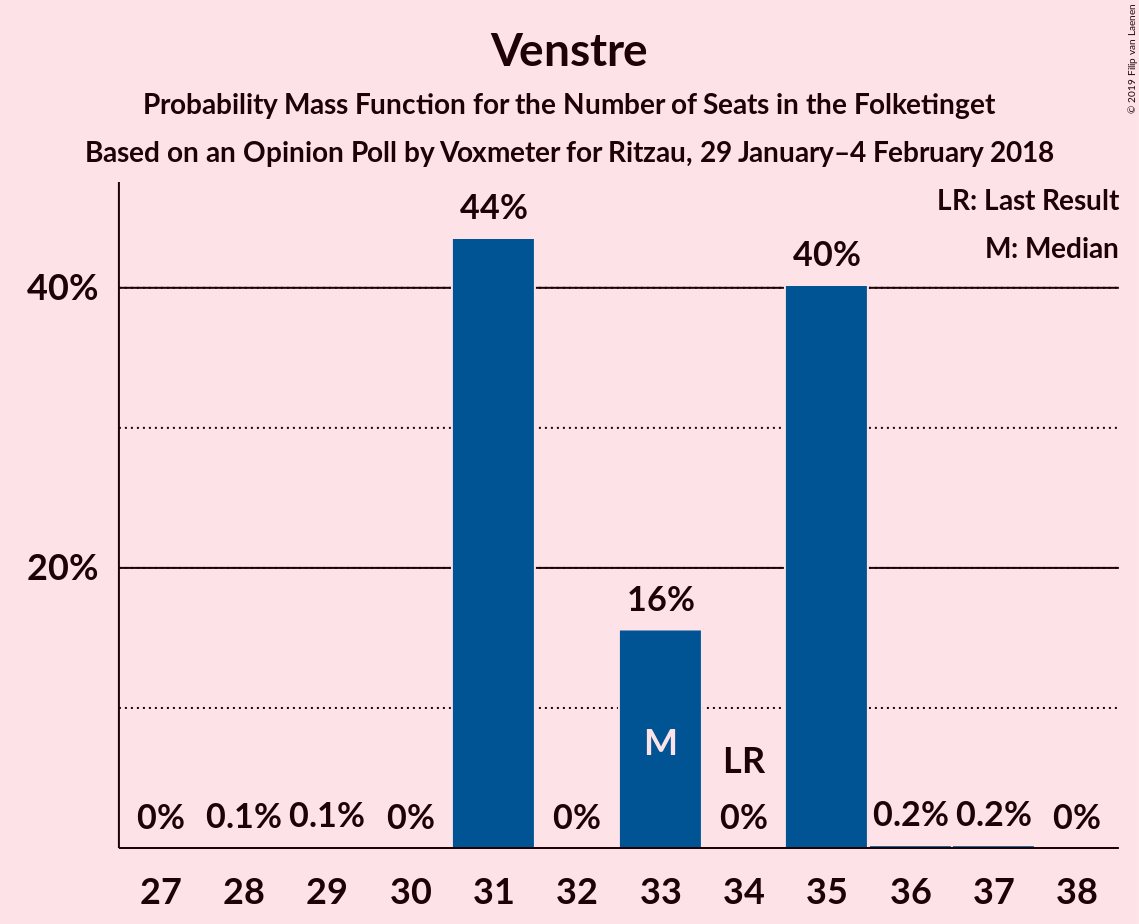 Venstre
Probability Mass Function for the Number of Seats in the Folketinget
Based on an Opinion Poll by Voxmeter for Ritzau, 29 January–4 February 2018
© 2019 Filip van Laenen
LR: Last Result
M: Median
44%
40%
40%
20%
16%
M
LR
0% 0.1% 0.1% 0% 0% 0% 0.2% 0.2% 0%
27 28 29 30 31 32 33 34 35 36 37 38